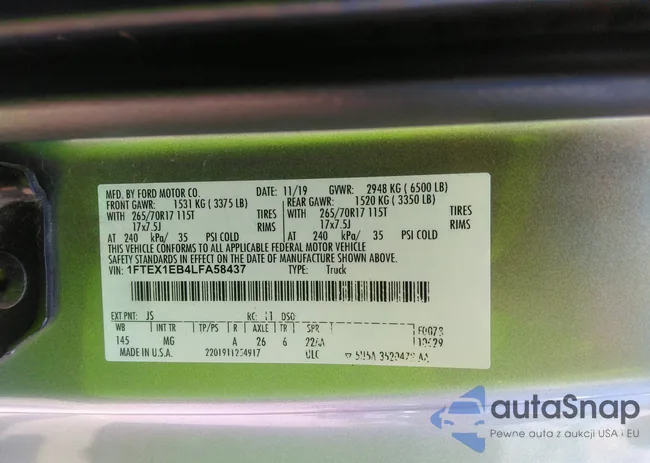 MFD. BY FORD MOTOR CO. DATE: 11/19 GVWR: 2948 KG ( 6500 LB)
FRONT GAWR: 1531 KG ( 3375 LB) REAR GAWR: 1520 KG ( 3350 LB)
WITH 265/70R17 115T TIRES WITH 265/70R17 115T TIRES
17x7.5J RIMS 17x7.5J RIMS
AT 240 kPa/ 35 PSI COLD AT 240 kPa/ 35 PSI COLD
THIS VEHICLE CONFORMS TO ALL APPLICABLE FEDERAL MOTOR VEHICLE
SAFETY STANDARDS IN EFFECT ON THE DATE OF MANUFACTURE SHOWN ABOVE.
VIN: 1FTEX1EB4LFA58437 TYPE: Truck
EXT PNT: JS RC: 11 DSO:
WB INT TR TP/PS R AXLE TR SPR
145 MG A 26 6
MADE IN U.S.A.
autaSnap
Pewne auta z aukcji USA i EU